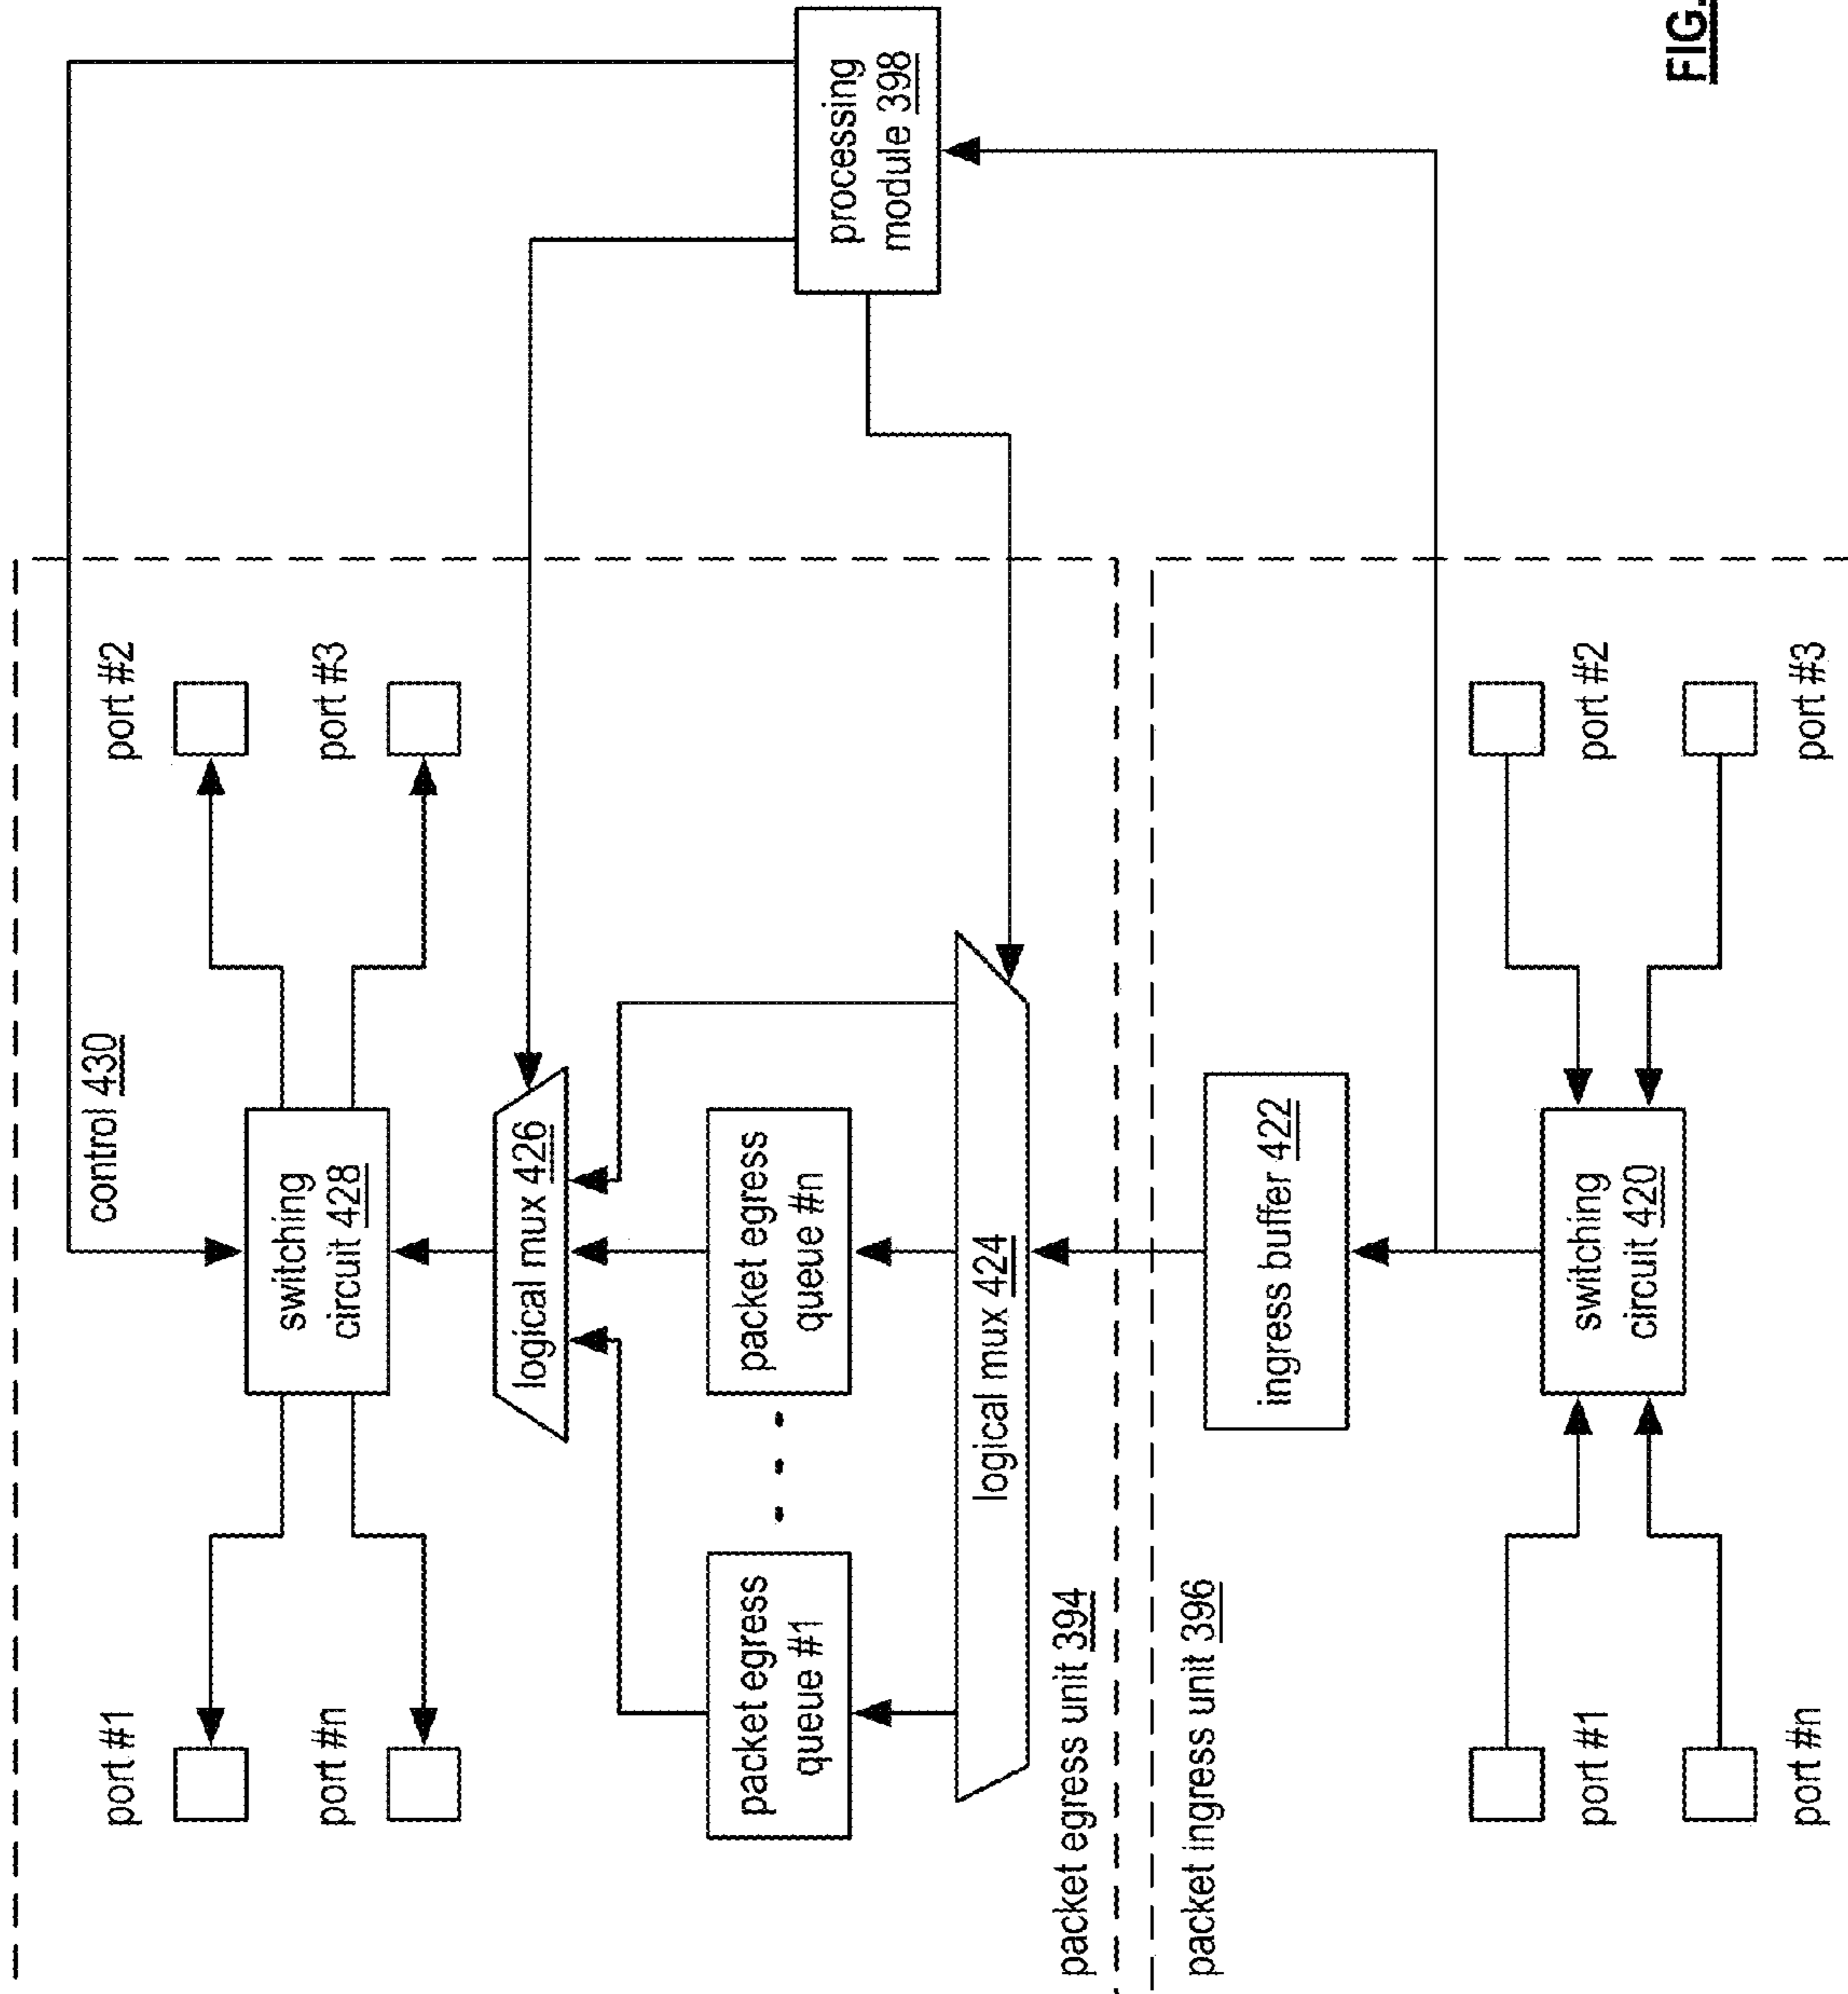 port #1
port #2
control 430
switching
circuit 428
port #n
port #3
logical mux 426
packet egress
queue #1
packet egress
queue #n
processing
module 398
logical mux 424
packet egress unit 394
packet ingress unit 396
ingress buffer 422
switching
circuit 420
port #1
port #2
port #n
port #3
FIG.